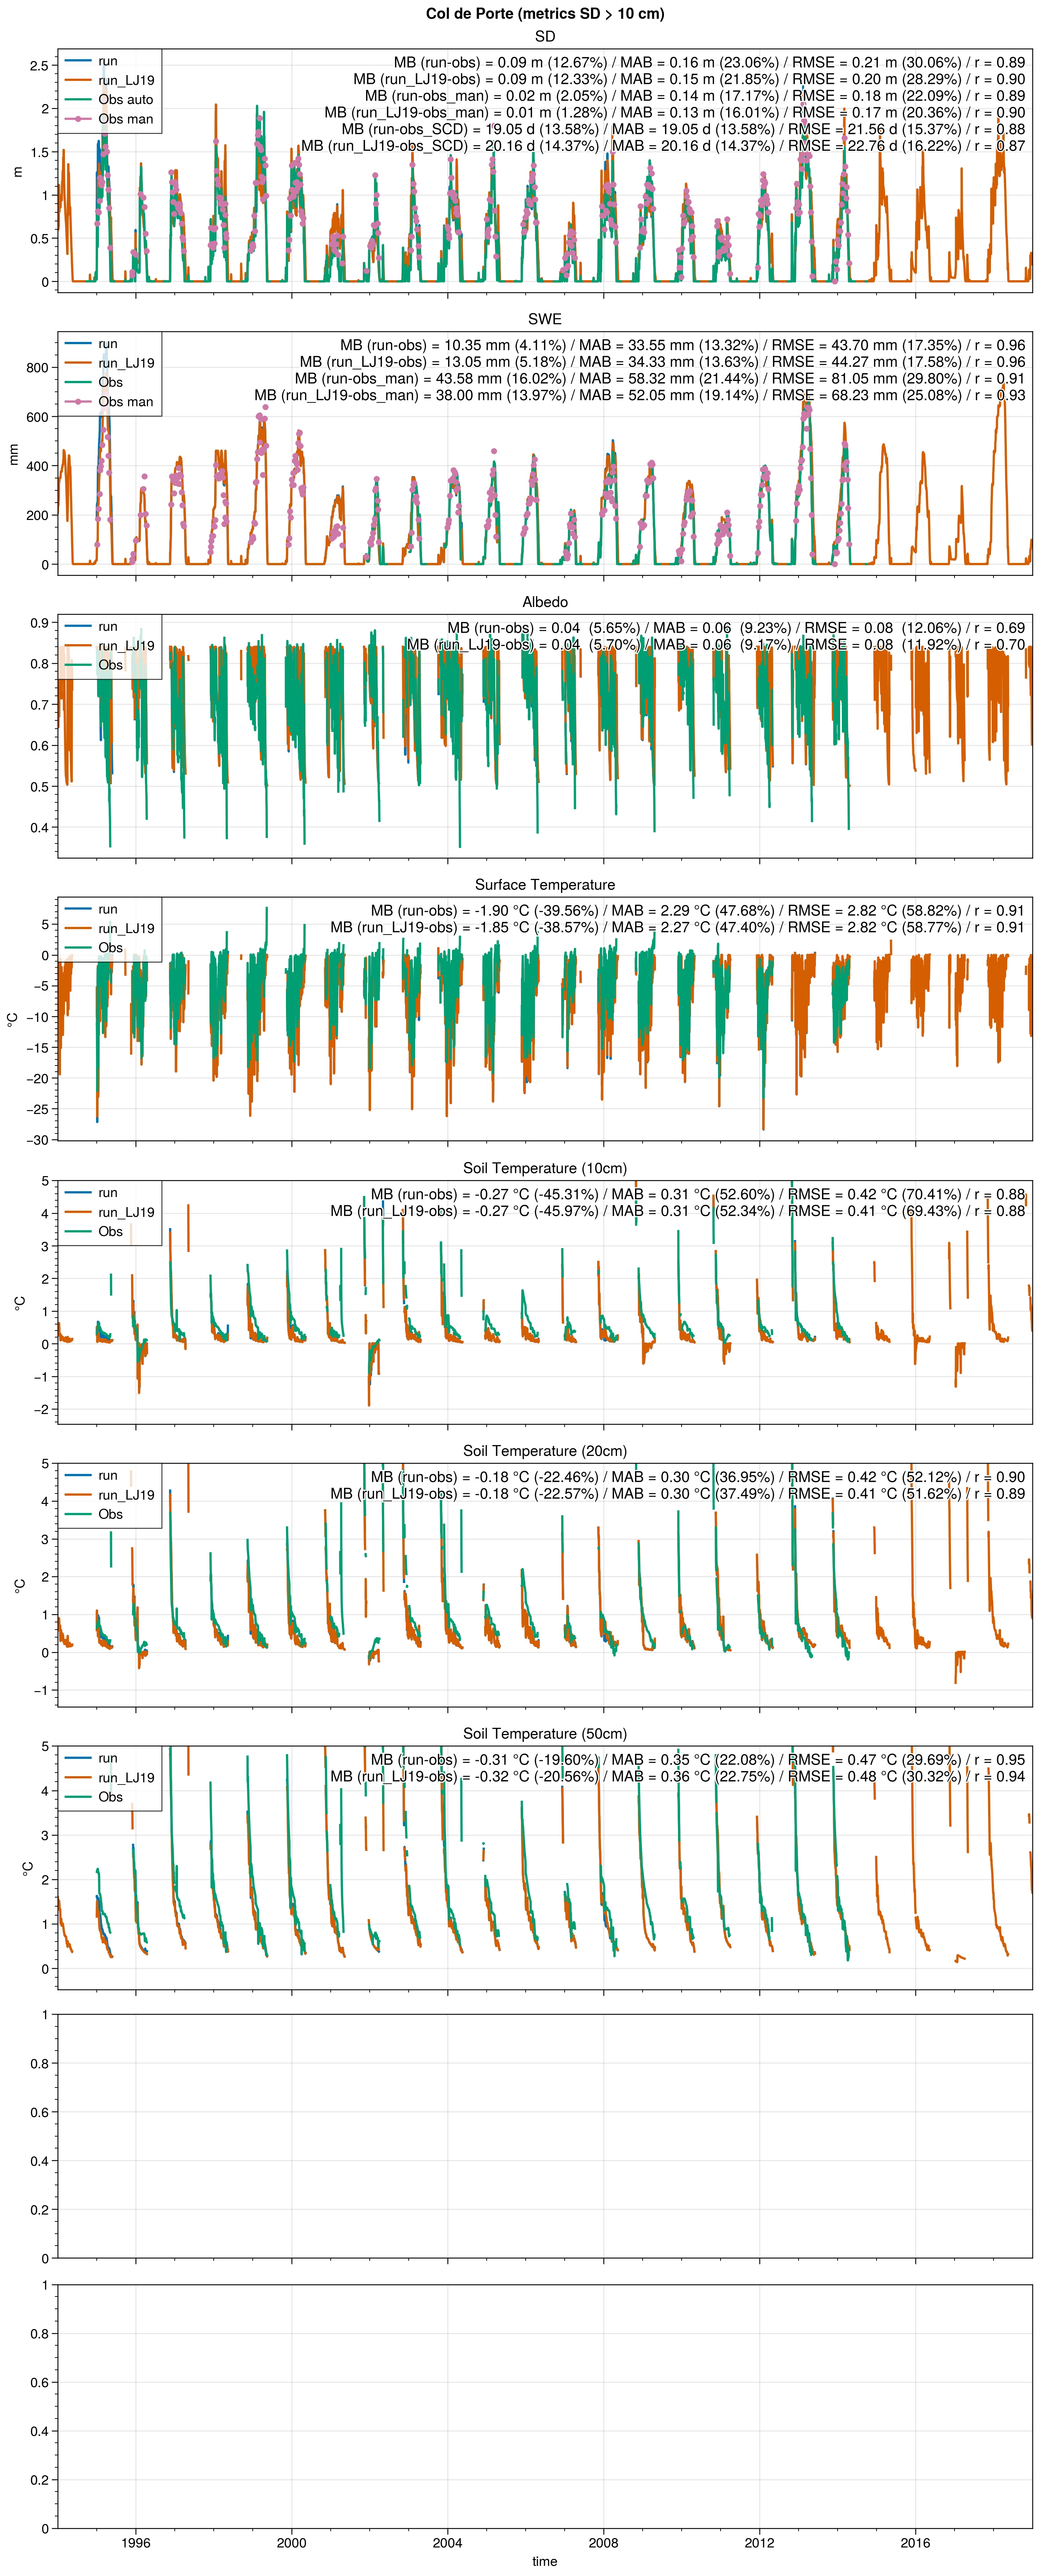 Col de Porte (metrics SD > 10 cm)
SD
run
run_LJ19
Obs auto
Obs man
MB (run-obs) = 0.09 m (12.67%) / MAB = 0.16 m (23.06%) / RMSE = 0.21 m (30.06%) / r = 0.89
MB (run_LJ19-obs) = 0.09 m (12.33%) / MAB = 0.15 m (21.85%) / RMSE = 0.20 m (28.29%) / r = 0.90
MB (run-obs_man) = 0.02 m (2.05%) / MAB = 0.14 m (17.17%) / RMSE = 0.18 m (22.09%) / r = 0.89
MB (run_LJ19-obs_man) = 0.01 m (1.28%) / MAB = 0.13 m (16.01%) / RMSE = 0.17 m (20.36%) / r = 0.90
MB (run-obs_SCD) = 19.05 d (13.58%) / MAB = 19.05 d (13.58%) / RMSE = 21.56 d (15.37%) / r = 0.88
MB (run_LJ19-obs_SCD) = 20.16 d (14.37%) / MAB = 20.16 d (14.37%) / RMSE = 22.76 d (16.22%) / r = 0.87
2.5
2
1.5
1
0.5
0
m
SWE
run
run_LJ19
Obs
Obs man
MB (run-obs) = 10.35 mm (4.11%) / MAB = 33.55 mm (13.32%) / RMSE = 43.70 mm (17.35%) / r = 0.96
MB (run_LJ19-obs) = 13.05 mm (5.18%) / MAB = 34.33 mm (13.63%) / RMSE = 44.27 mm (17.58%) / r = 0.96
MB (run-obs_man) = 43.58 mm (16.02%) / MAB = 58.32 mm (21.44%) / RMSE = 81.05 mm (29.80%) / r = 0.91
MB (run_LJ19-obs_man) = 38.00 mm (13.97%) / MAB = 52.05 mm (19.14%) / RMSE = 68.23 mm (25.08%) / r = 0.93
800
600
400
200
0
mm
Albedo
run
run_LJ19
Obs
MB (run-obs) = 0.04 (5.65%) / MAB = 0.06 (9.23%) / RMSE = 0.08 (12.06%) / r = 0.69
MB (run_LJ19-obs) = 0.04 (5.70%) / MAB = 0.06 (9.17%) / RMSE = 0.08 (11.92%) / r = 0.70
0.9
0.8
0.7
0.6
0.5
0.4
Surface Temperature
run
run_LJ19
Obs
MB (run-obs) = -1.90 °C (-39.56%) / MAB = 2.29 °C (47.68%) / RMSE = 2.82 °C (58.82%) / r = 0.91
MB (run_LJ19-obs) = -1.85 °C (-38.57%) / MAB = 2.27 °C (47.40%) / RMSE = 2.82 °C (58.77%) / r = 0.91
5
0
−5
−10
−15
−20
−25
−30
°C
Soil Temperature (10cm)
run
run_LJ19
Obs
MB (run-obs) = -0.27 °C (-45.31%) / MAB = 0.31 °C (52.60%) / RMSE = 0.42 °C (70.41%) / r = 0.88
MB (run_LJ19-obs) = -0.27 °C (-45.97%) / MAB = 0.31 °C (52.34%) / RMSE = 0.41 °C (69.43%) / r = 0.88
5
4
3
2
1
0
−1
−2
°C
Soil Temperature (20cm)
run
run_LJ19
Obs
MB (run-obs) = -0.18 °C (-22.46%) / MAB = 0.30 °C (36.95%) / RMSE = 0.42 °C (52.12%) / r = 0.90
MB (run_LJ19-obs) = -0.18 °C (-22.57%) / MAB = 0.30 °C (37.49%) / RMSE = 0.41 °C (51.62%) / r = 0.89
5
4
3
2
1
0
−1
°C
Soil Temperature (50cm)
run
run_LJ19
Obs
MB (run-obs) = -0.31 °C (-19.60%) / MAB = 0.35 °C (22.08%) / RMSE = 0.47 °C (29.69%) / r = 0.95
MB (run_LJ19-obs) = -0.32 °C (-20.56%) / MAB = 0.36 °C (22.75%) / RMSE = 0.48 °C (30.32%) / r = 0.94
5
4
3
2
1
0
°C
1
0.8
0.6
0.4
0.2
0
1
0.8
0.6
0.4
0.2
0
1996 2000 2004 2008 2012 2016
time